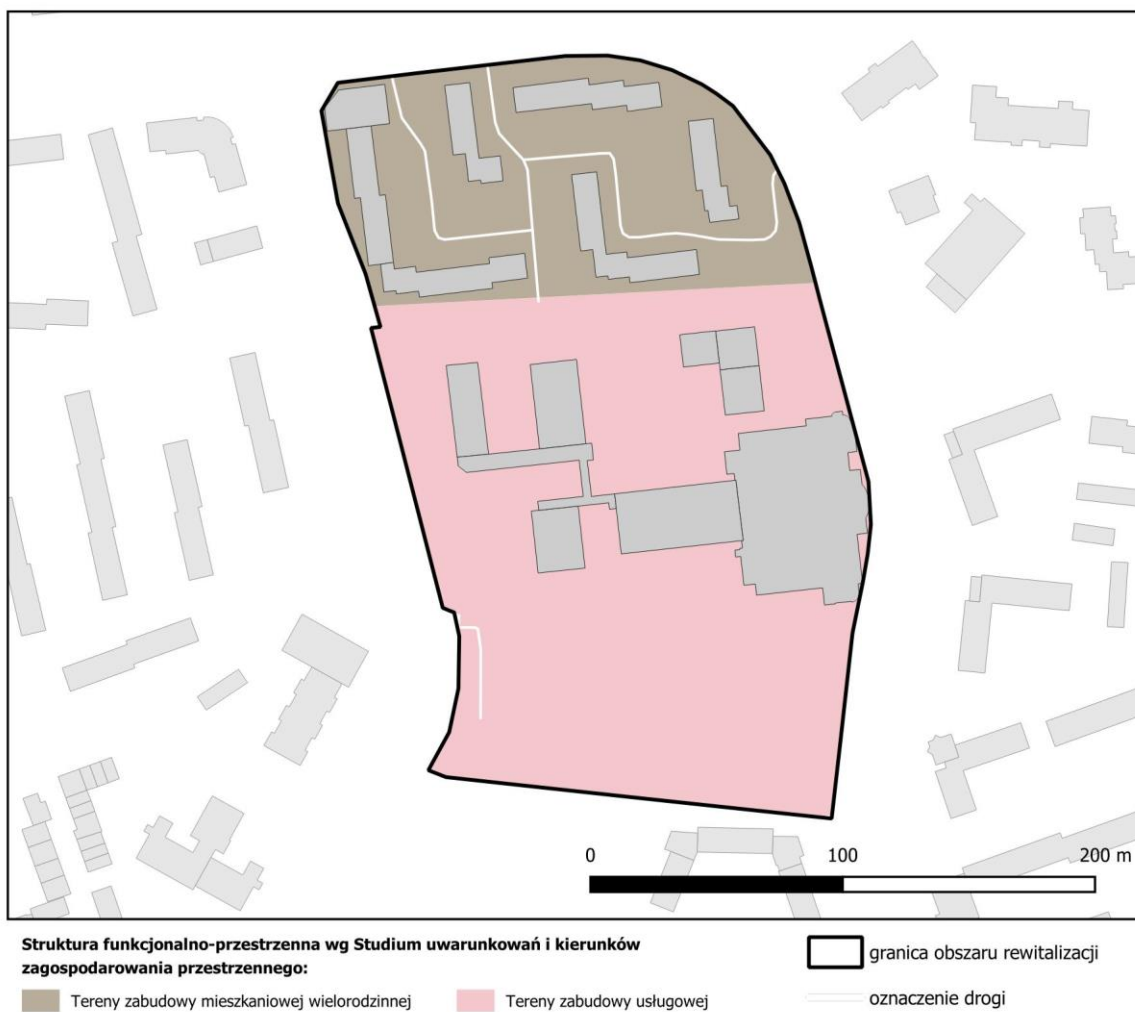 0 100 200 m
Struktura funkcjonalno-przestrzenna wg Studium uwarunkowań i kierunków
zagospodarowania przestrzennego:
Tereny zabudowy mieszkaniowej wielorodzinnej
Tereny zabudowy usługowej
granica obszaru rewitalizacji
oznaczenie drogi